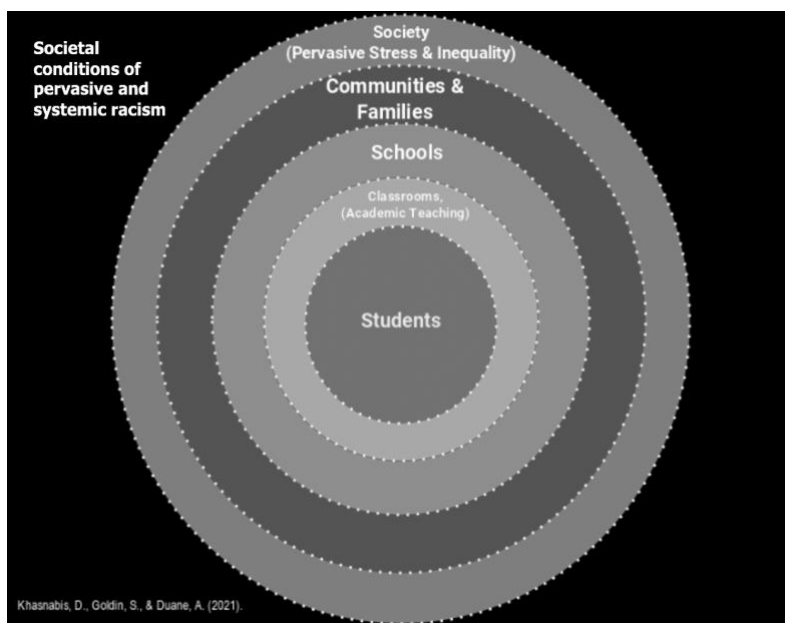 Societal
conditions of
pervasive and
systemic racism
Society
(Pervasive Stress & Inequality)
Communities &
Families
Schools
Classrooms,
(Academic Teaching)
Students
Khasnabis, D., Goldin, S., & Duane, A. (2021).